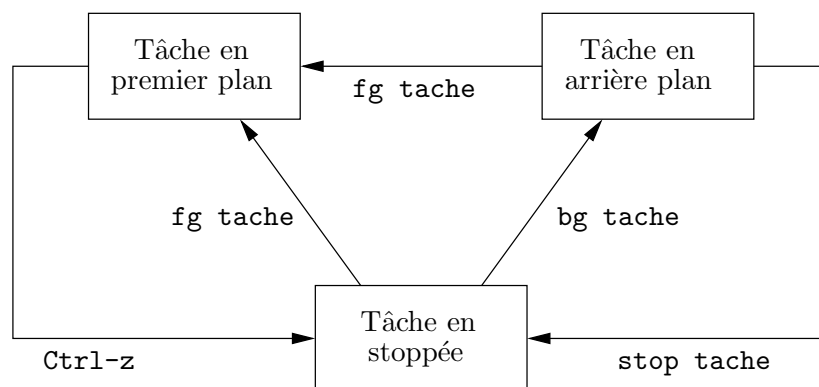 Tâche en
premier plan
Tâche en
arrière plan
fg tache
fg tache
bg tache
Tâche en
stoppée
Ctrl-z
stop tache